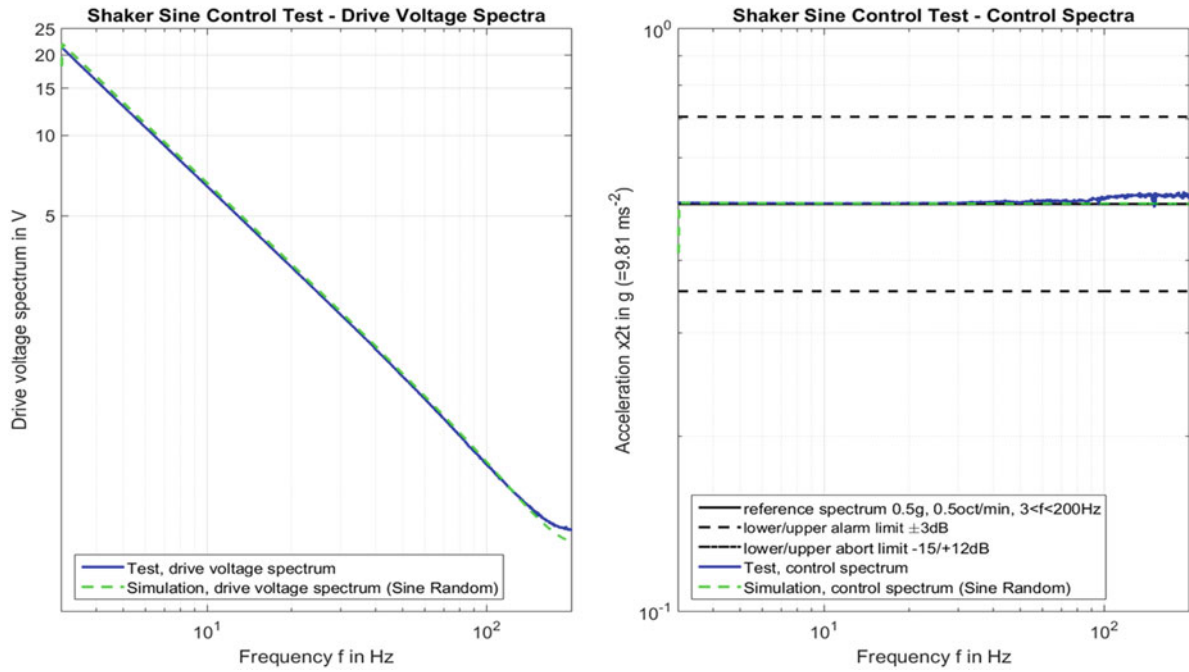 Shaker Sine Control Test - Drive Voltage Spectra
25
20
15
10
5
Drive voltage spectrum in V
Test, drive voltage spectrum
Simulation, drive voltage spectrum (Sine Random)
10^1
10^2
Frequency f in Hz
Shaker Sine Control Test - Control Spectra
10^0
Acceleration x2t in g (=9.81 ms^-2)
reference spectrum 0.5g, 0.5oct/min, 3<f<200Hz
lower/upper alarm limit ±3dB
lower/upper abort limit -15/+12dB
Test, control spectrum
Simulation, control spectrum (Sine Random)
10^-1
10^1
10^2
Frequency f in Hz